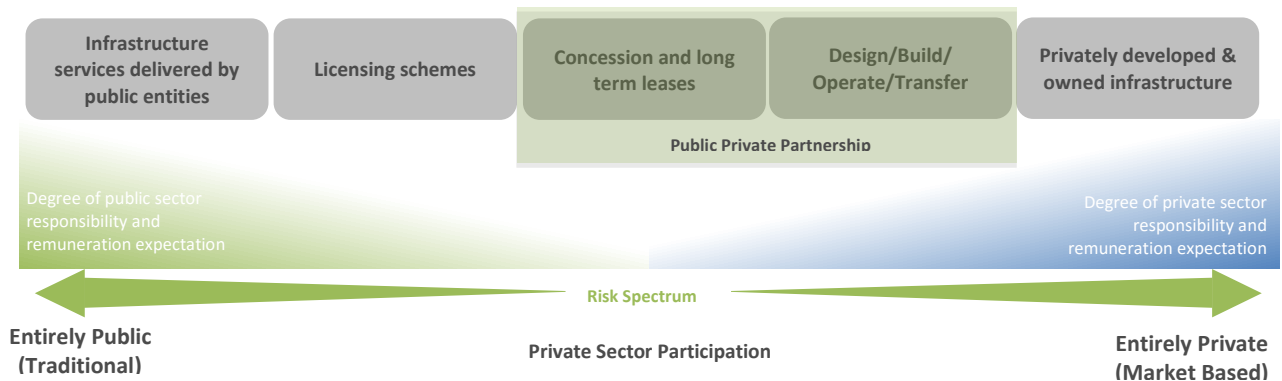 Infrastructure
services delivered by
public entities
Licensing schemes
Concession and long
term leases
Design/Build/
Operate/Transfer
Privately developed &
owned infrastructure
Public Private Partnership
Degree of public sector
responsibility and
remuneration expectation
Degree of private sector
responsibility and
remuneration expectation
Risk Spectrum
Entirely Public
(Traditional)
Private Sector Participation
Entirely Private
(Market Based)